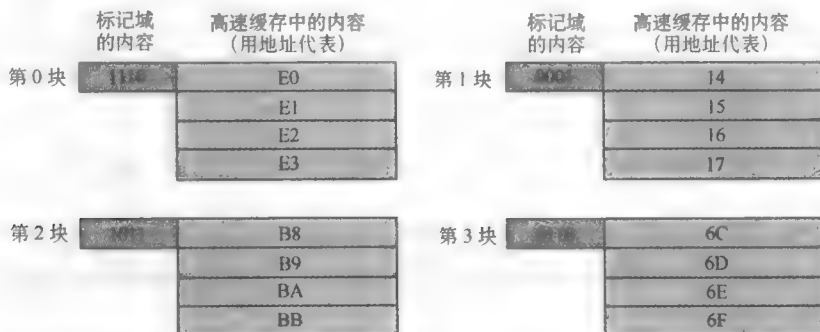 标记域
的内容
高速缓存中的内容
（用地址代表）
标记域
的内容
高速缓存中的内容
（用地址代表）
第 0 块
1110
E0
E1
E2
E3
第 1 块
0001
14
15
16
17
第 2 块
B8
B9
BA
BB
第 3 块
6C
6D
6E
6F